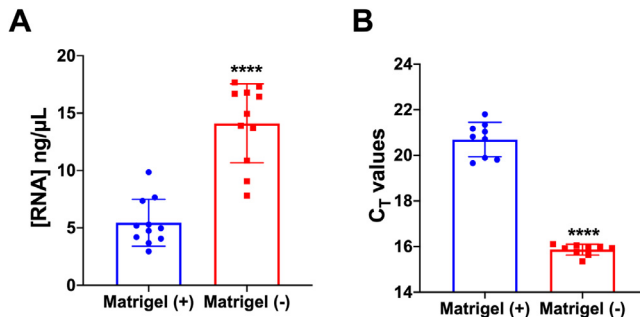 A
[RNA] ng/µL
20
15
10
5
0
****
Matrigel (+)
Matrigel (-)
B
C_T values
24
22
20
18
16
14
****
Matrigel (+)
Matrigel (-)